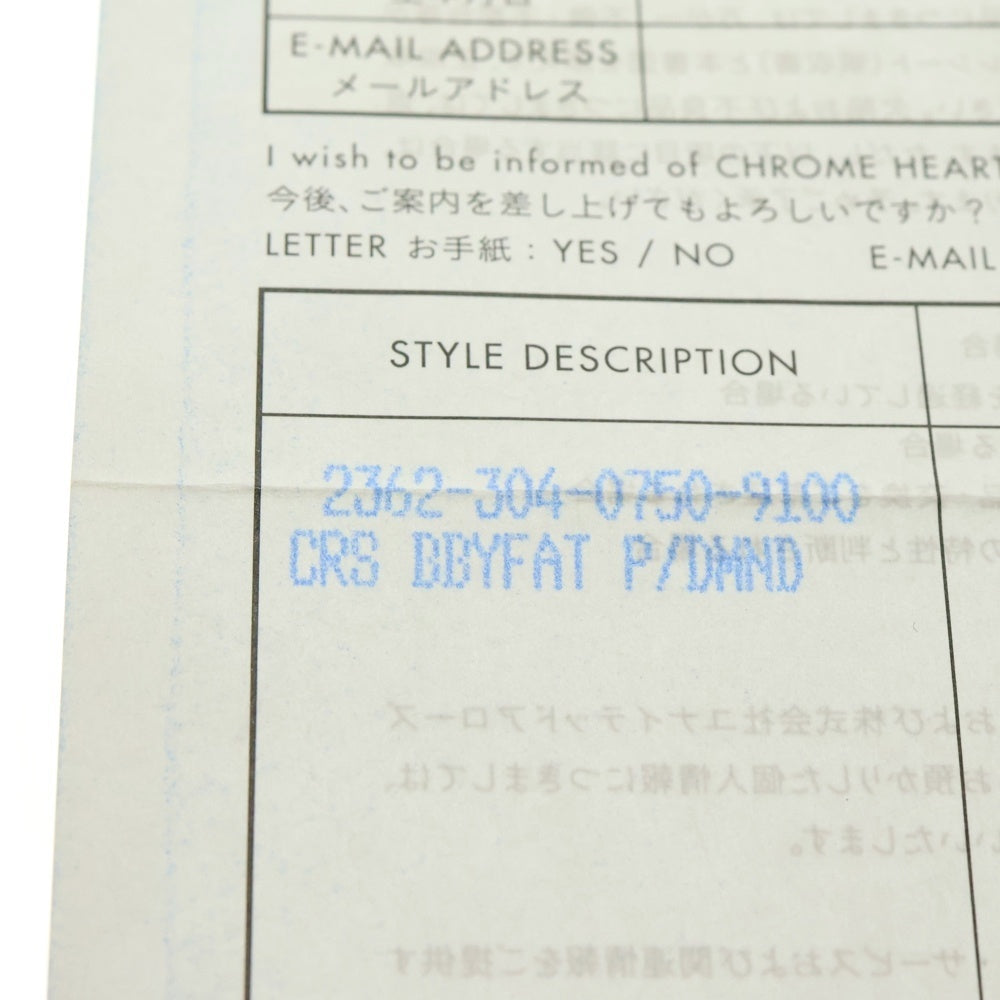 E-MAIL ADDRESS
メールアドレス
I wish to be informed of CHROME HEART
今後、ご案内を差し上げてもよろしいですか?
LETTER お手紙 : YES / NO E-MAIL
STYLE DESCRIPTION
2362-304-0750-9100
CRS BBYFAT P/DMND